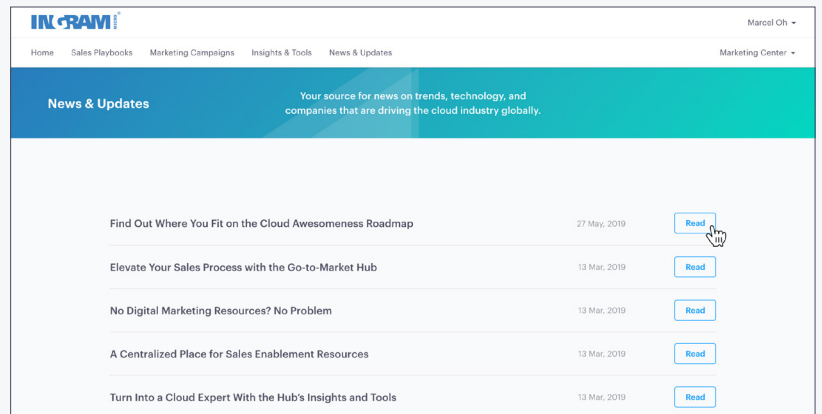 INGRAM MICRO®
Marcel Oh
Home Sales Playbooks Marketing Campaigns Insights & Tools News & Updates Marketing Center
News & Updates
Your source for news on trends, technology, and
companies that are driving the cloud industry globally.
Find Out Where You Fit on the Cloud Awesomeness Roadmap 27 May, 2019 Read
Elevate Your Sales Process with the Go-to-Market Hub 13 Mar, 2019 Read
No Digital Marketing Resources? No Problem 13 Mar, 2019 Read
A Centralized Place for Sales Enablement Resources 13 Mar, 2019 Read
Turn Into a Cloud Expert With the Hub's Insights and Tools 13 Mar, 2019 Read